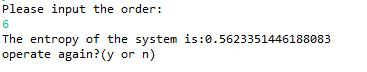 Please input the order:
6
The entropy of the system is:0.5623351446188083
operate again?(y or n)